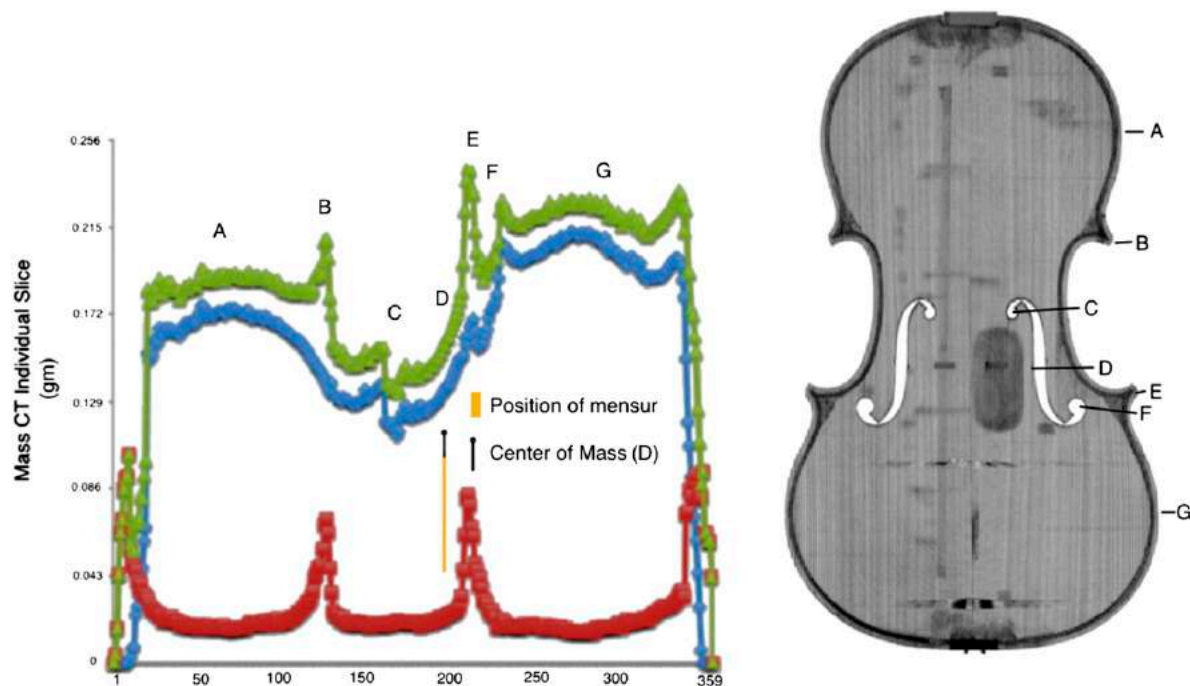 Mass CT Individual Slice
(gm)
0.256
0.215
0.172
0.129
0.086
0.043
0
1 50 100 150 200 250 300 359
A
B
C
D
E
F
G
Position of mensur
Center of Mass (D)
A
B
C
D
E
F
G